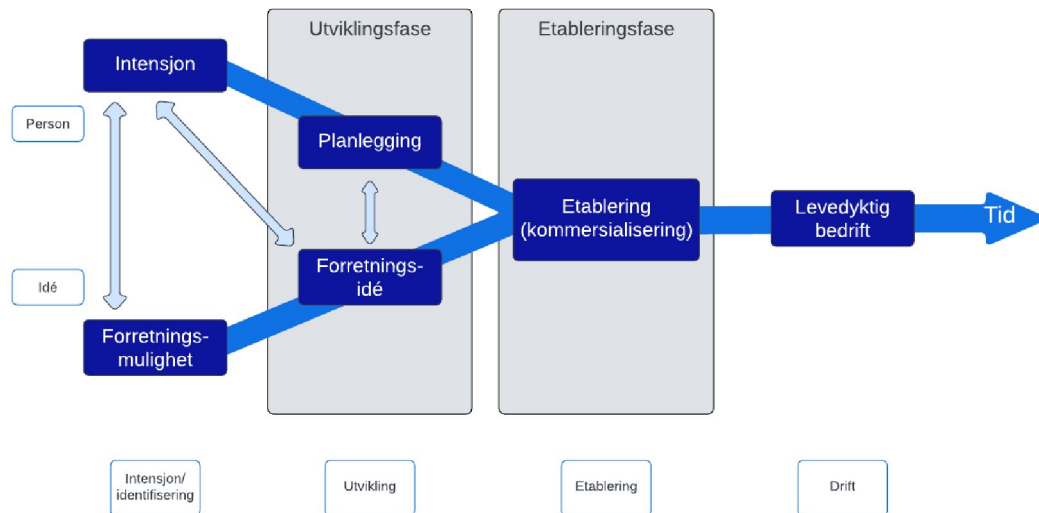 Utviklingsfase
Etableringsfase
Intensjon
Person
Planlegging
Etablering
(kommersialisering)
Levedyktig
bedrift
Tid
Forretnings-
idé
Idé
Forretnings-
mulighet
Intensjon/
identifisering
Utvikling
Etablering
Drift